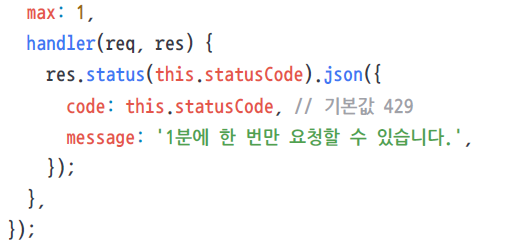 max: 1,
handler(req, res) {
res.status(this.statusCode).json({
code: this.statusCode, // 기본값 429
message: '1분에 한 번만 요청할 수 있습니다.',
});
},
});